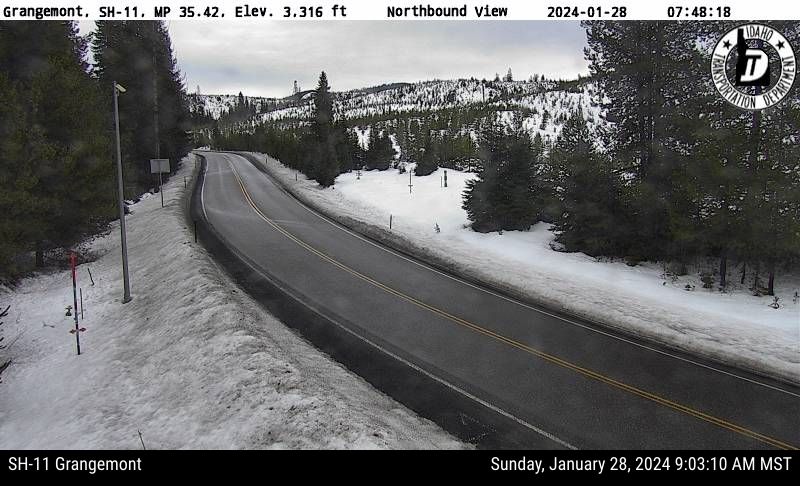 Grangemont, SH-11, MP 35.42, Elev. 3,316 ft Northbound View 2024-01-28 07:48:18
IDAHO
TRANSPORTATION DEPARTMENT
SH-11 Grangemont Sunday, January 28, 2024 9:03:10 AM MST